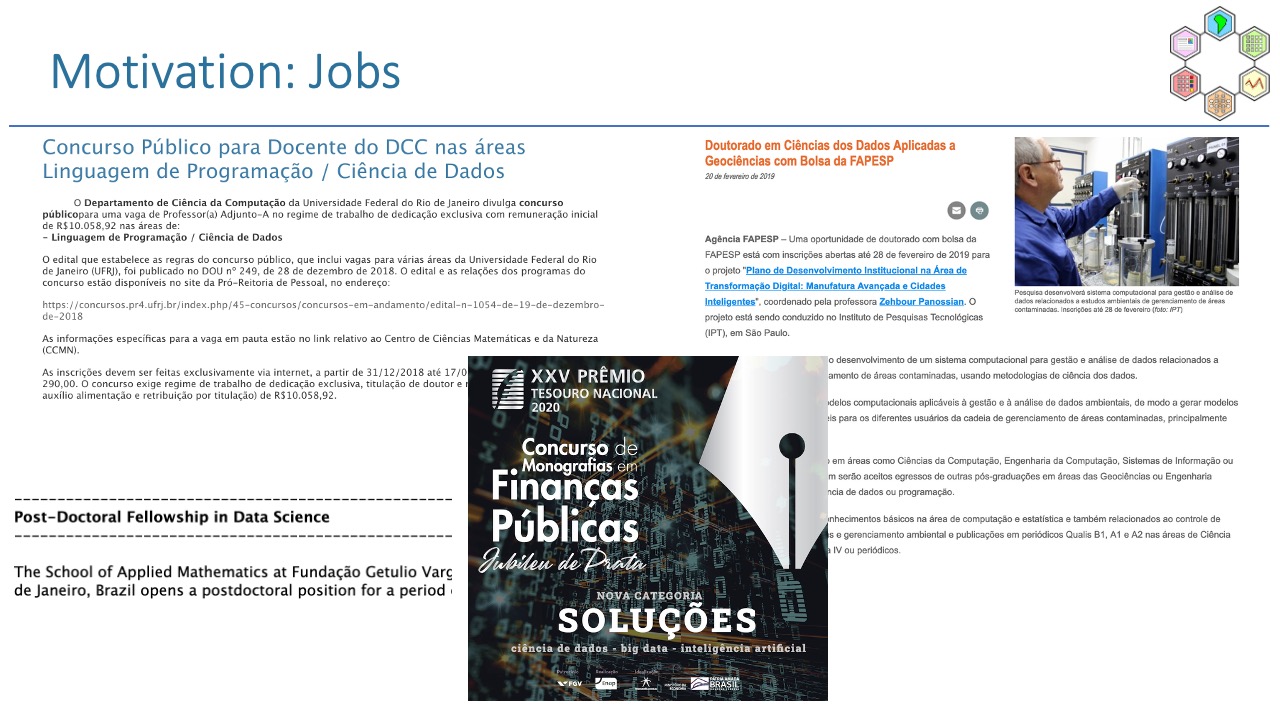 Motivation: Jobs
Concurso Público para Docente do DCC nas áreas
Linguagem de Programação / Ciência de Dados
O Departamento de Ciência da Computação da Universidade Federal do Rio de Janeiro divulga concurso
públicopara uma vaga de Professor(a) Adjunto-A no regime de trabalho de dedicação exclusiva com remuneração inicial
de R$10.058,92 nas áreas de:
- Linguagem de Programação / Ciência de Dados
O edital que estabelece as regras do concurso público, que inclui vagas para várias áreas da Universidade Federal do Rio
de Janeiro (UFRJ), foi publicado no DOU nº 249, de 28 de dezembro de 2018. O edital e as relações dos programas do
concurso estão disponíveis no site da Pró-Reitoria de Pessoal, no endereço:
https://concursos.pr4.ufrj.br/index.php/45-concursos/concursos-em-andamento/edital-n-1054-de-19-de-dezembro-
de-2018
As informações específicas para a vaga em pauta estão no link relativo ao Centro de Ciências Matemáticas e da Natureza
(CCMN).
As inscrições devem ser feitas exclusivamente via internet, a partir de 31/12/2018 até 17/0
290,00. O concurso exige regime de trabalho de dedicação exclusiva, titulação de doutor e r
auxílio alimentação e retribuição por titulação) de R$10.058,92.
Doutorado em Ciências dos Dados Aplicadas a
Geociências com Bolsa da FAPESP
20 de fevereiro de 2019
Agência FAPESP – Uma oportunidade de doutorado com bolsa da
FAPESP está com inscrições abertas até 28 de fevereiro de 2019 para
o projeto "Plano de Desenvolvimento Institucional na Área de
Transformação Digital: Manufatura Avançada e Cidades
Inteligentes", coordenado pela professora Zehbour Panossian. O
projeto está sendo conduzido no Instituto de Pesquisas Tecnológicas
(IPT), em São Paulo.
Pesquisa desenvolverá sistema computacional para gestão e análise de
dados relacionados a estudos ambientais de gerenciamento de áreas
contaminadas. Inscrições até 28 de fevereiro (foto: IPT)
o desenvolvimento de um sistema computacional para gestão e análise de dados relacionados a
amento de áreas contaminadas, usando metodologias de ciência dos dados.
delos computacionais aplicáveis à gestão e à análise de dados ambientais, de modo a gerar modelos
is para os diferentes usuários da cadeia de gerenciamento de áreas contaminadas, principalmente
em áreas como Ciências da Computação, Engenharia da Computação, Sistemas de Informação ou
m serão aceitos egressos de outras pós-graduações em áreas das Geociências ou Engenharia
ncia de dados ou programação.
nhecimentos básicos na área de computação e estatística e também relacionados ao controle de
s e gerenciamento ambiental e publicações em periódicos Qualis B1, A1 e A2 nas áreas de Ciência
e IV ou periódicos.
Post-Doctoral Fellowship in Data Science
The School of Applied Mathematics at Fundação Getulio Varg
de Janeiro, Brazil opens a postdoctoral position for a period
XXV PRÊMIO
TESOURO NACIONAL
2020
Concurso de
Monografias em
Finanças
Públicas
Jubileu de Prata
NOVA CATEGORIA
SOLUÇÕES
ciência de dados - big data - inteligência artificial
FGV
Enap
PÁTRIA AMADA
BRASIL